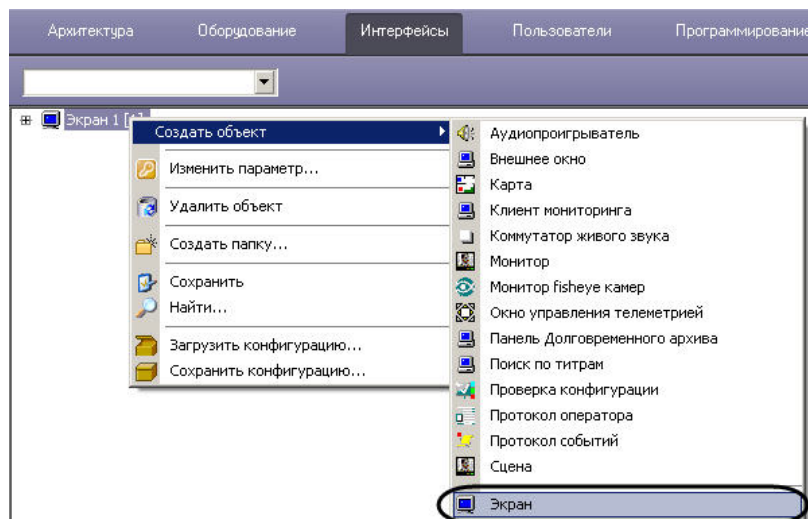 Архитектура Оборудование Интерфейсы Пользователи Программирование
Экран 1 [1]
Создать объект
Изменить параметр...
Удалить объект
Создать папку...
Сохранить
Найти...
Загрузить конфигурацию...
Сохранить конфигурацию...
Аудиопроигрыватель
Внешнее окно
Карта
Клиент мониторинга
Коммутатор живого звука
Монитор
Монитор fisheye камер
Окно управления телеметрией
Панель Долговременного архива
Поиск по титрам
Проверка конфигурации
Протокол оператора
Протокол событий
Сцена
Экран